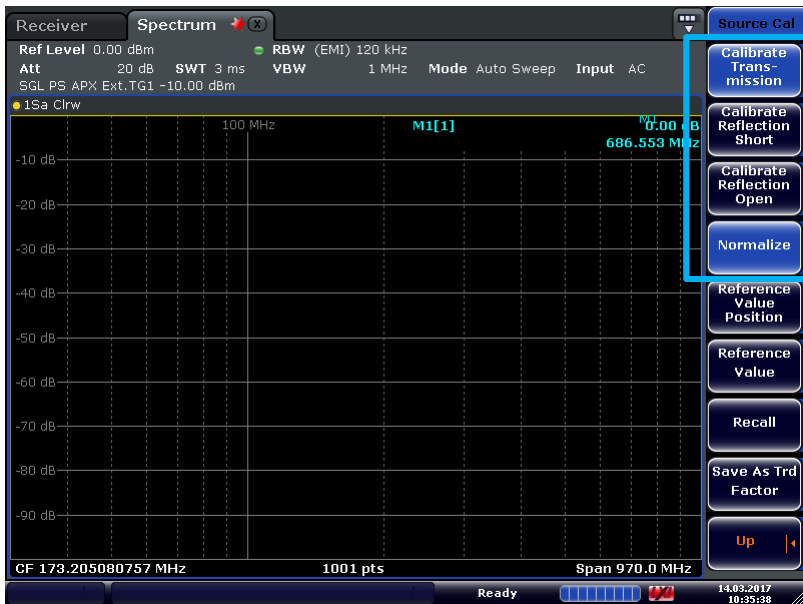 Receiver Spectrum X Source Cal
Ref Level 0.00 dBm RBW (EMI) 120 kHz
Att 20 dB SWT 3 ms VBW 1 MHz Mode Auto Sweep Input AC
SGL PS APX Ext.TG1 -10.00 dBm
1Sa Clrw
100 MHz M1[1] 0.00 dB
686.553 MHz
M1
-10 dB
-20 dB
-30 dB
-40 dB
-50 dB
-60 dB
-70 dB
-80 dB
-90 dB
CF 173.205080757 MHz 1001 pts Span 970.0 MHz
Calibrate
Trans-
mission
Calibrate
Reflection
Short
Calibrate
Reflection
Open
Normalize
Reference
Value
Position
Reference
Value
Recall
Save As Trd
Factor
Up
Ready 14.03.2017
10:35:38